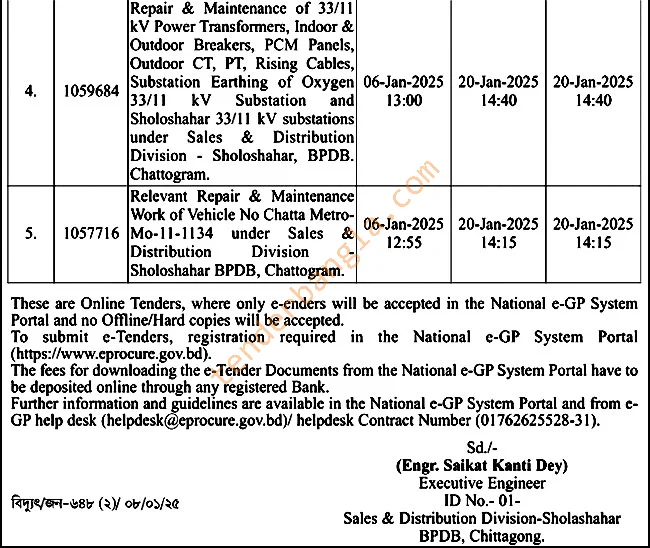 Repair & Maintenance of 33/11
kV Power Transformers, Indoor &
Outdoor Breakers, PCM Panels,
Outdoor CT, PT, Rising Cables,
4. 1059684 Substation Earthing of Oxygen 06-Jan-2025 20-Jan-2025 20-Jan-2025
33/11 kV Substation and 13:00 14:40 14:40
Sholoshahar 33/11 kV substations
under Sales & Distribution
Division - Sholoshahar, BPDB.
Chattogram.
Relevant Repair & Maintenance
Work of Vehicle No Chatta Metro-
5. 1057716 Mo-11-1134 under Sales & 06-Jan-2025 20-Jan-2025 20-Jan-2025
Distribution Division - 12:55 14:15 14:15
Sholoshahar BPDB, Chattogram.
These are Online Tenders, where only e-enders will be accepted in the National e-GP System
Portal and no Offline/Hard copies will be accepted.
To submit e-Tenders, registration required in the National e-GP System Portal
(https://www.eprocure.gov.bd).
The fees for downloading the e-Tender Documents from the National e-GP System Portal have to
be deposited online through any registered Bank.
Further information and guidelines are available in the National e-GP System Portal and from e-
GP help desk (helpdesk@eprocure.gov.bd)/ helpdesk Contract Number (01762625528-31).
Sd./-
(Engr. Saikat Kanti Dey)
Executive Engineer
ID No.- 01-
Sales & Distribution Division-Sholashahar
BPDB, Chittagong.
বিদ্যুৎ/জন-৬৪৮ (২)/ ০৮/০১/২৫
tenderbangla.com